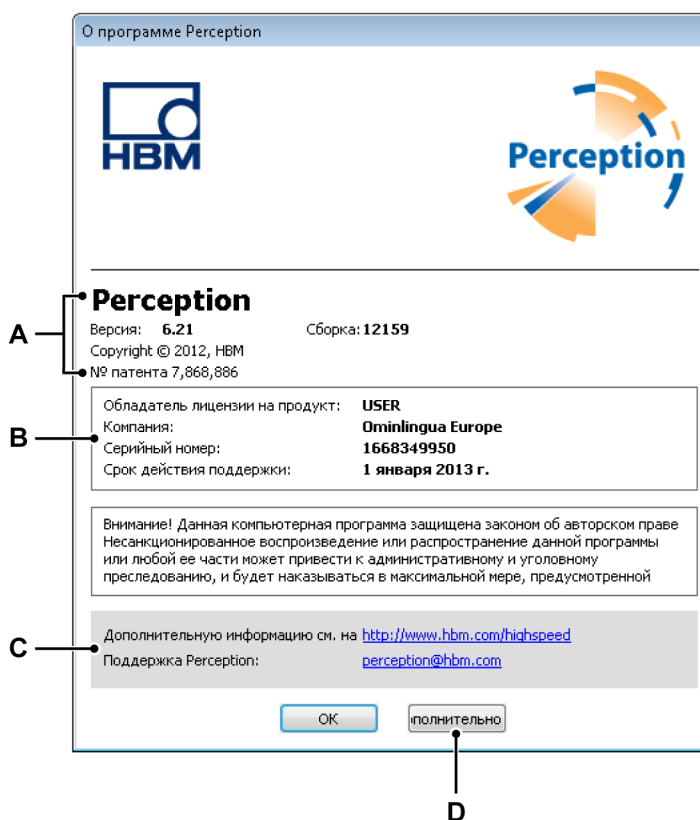 О программе Perception
HBM
Perception
Perception
Версия: 6.21 Сборка: 12159
Copyright © 2012, HBM
№ патента 7,868,886
A
Обладатель лицензии на продукт: USER
Компания: Ominlingua Europe
Серийный номер: 1668349950
Срок действия поддержки: 1 января 2013 г.
B
Внимание! Данная компьютерная программа защищена законом об авторском праве
Несанкционированное воспроизведение или распространение данной программы
или любой ее части может привести к административному и уголовному
преследованию, и будет наказываться в максимальной мере, предусмотренной
Дополнительную информацию см. на http://www.hbm.com/highspeed
Поддержка Perception: perception@hbm.com
C
ОК
полнительно
D